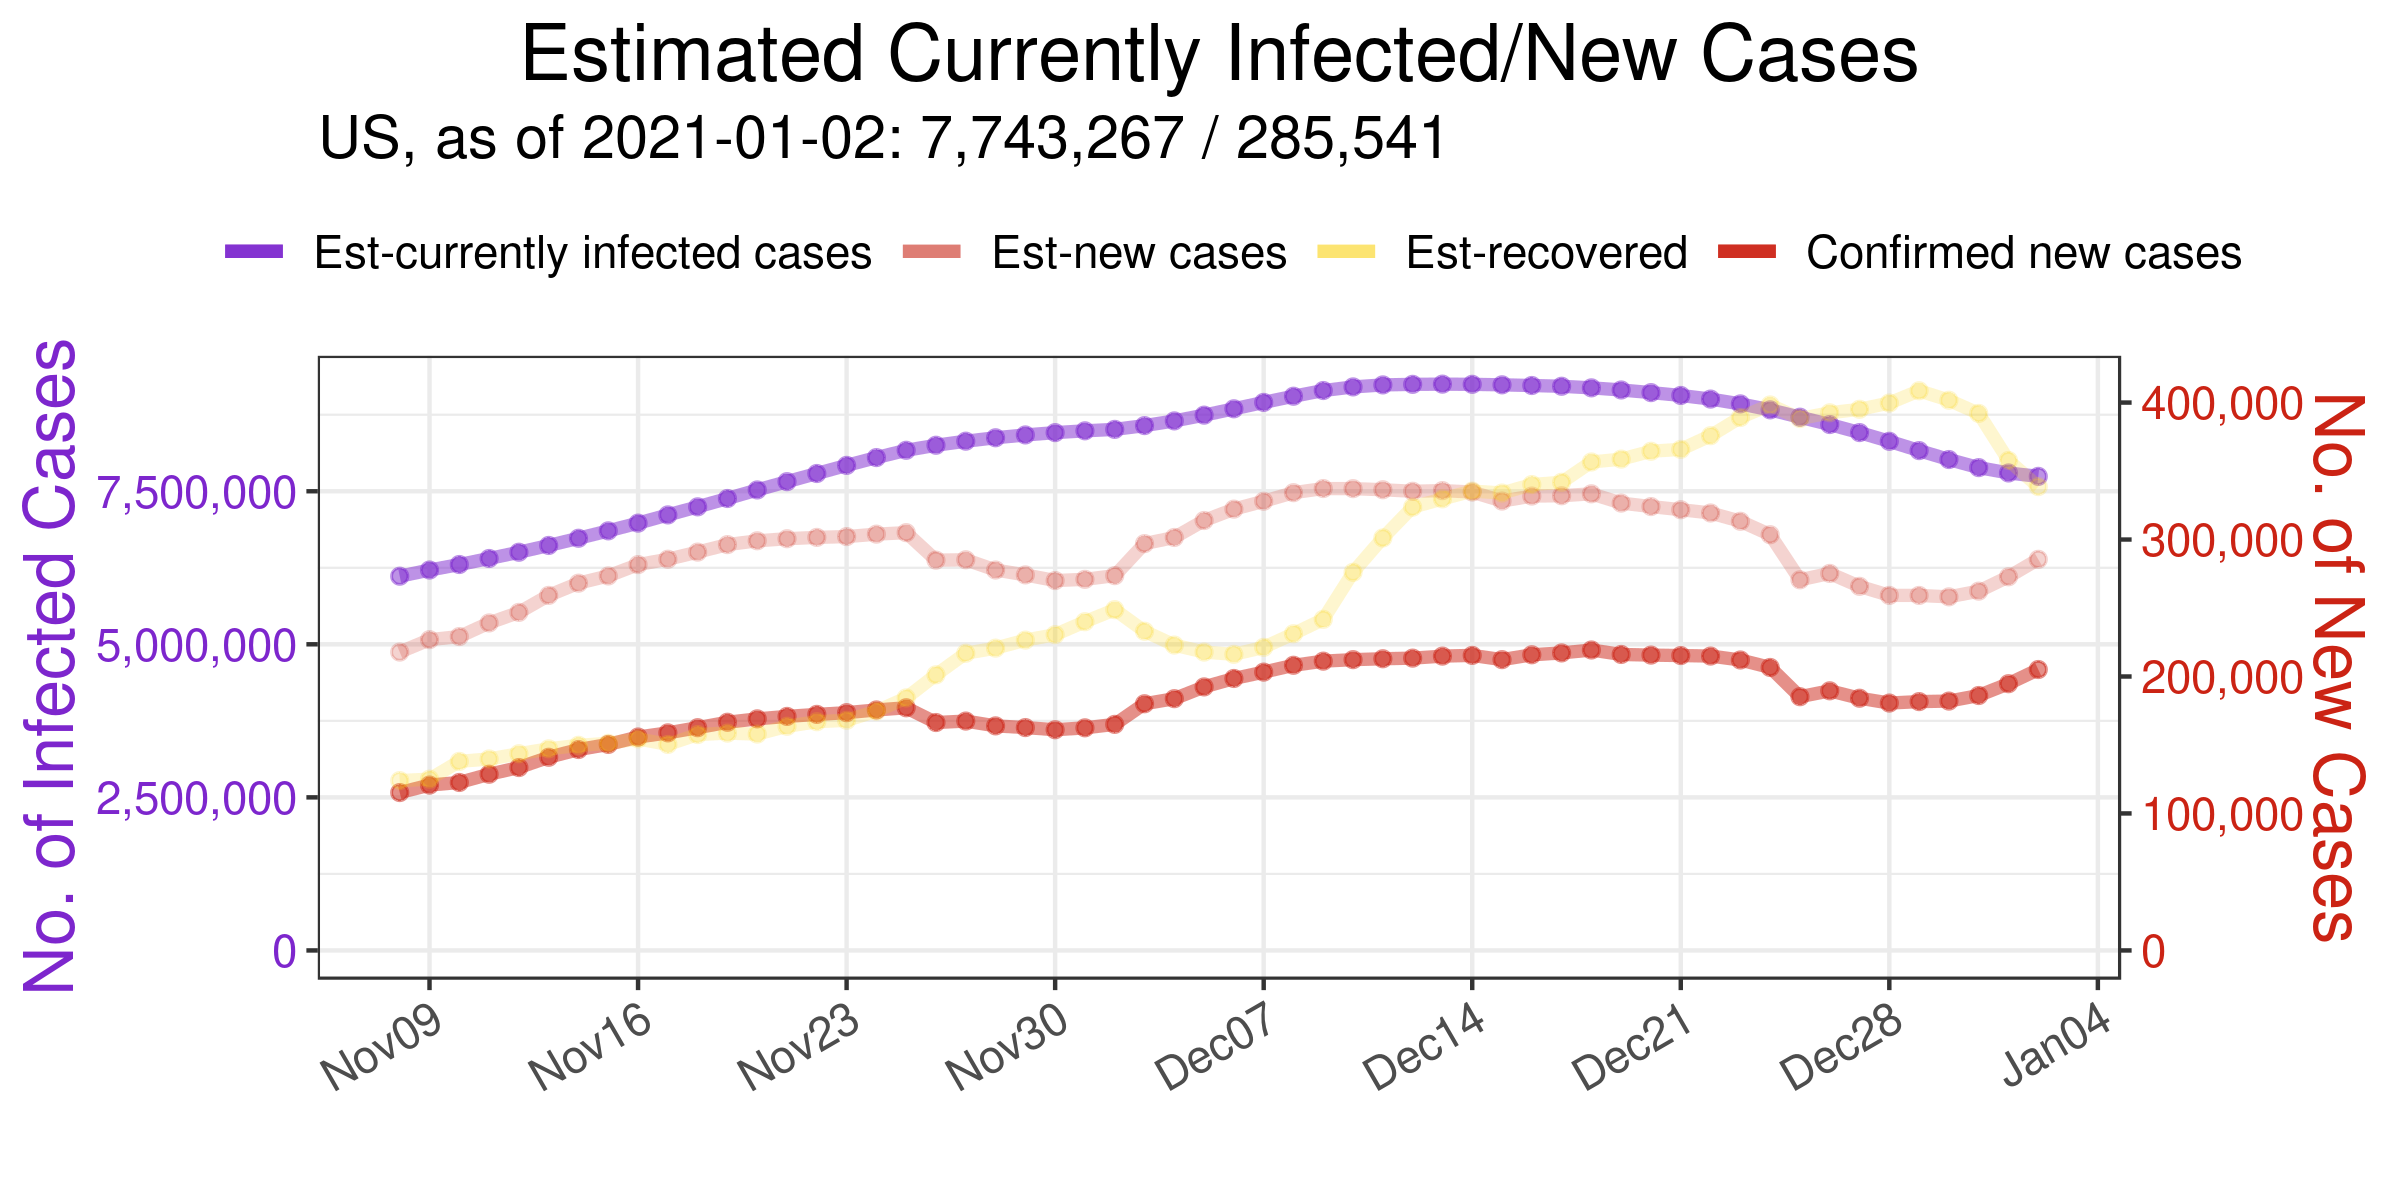 Estimated Currently Infected/New Cases
US, as of 2021-01-02: 7,743,267 / 285,541
Est-currently infected cases Est-new cases Est-recovered Confirmed new cases
No. of Infected Cases
7,500,000
5,000,000
2,500,000
0
400,000
300,000
200,000
100,000
0
No. of New Cases
Nov09 Nov16 Nov23 Nov30 Dec07 Dec14 Dec21 Dec28 Jan04